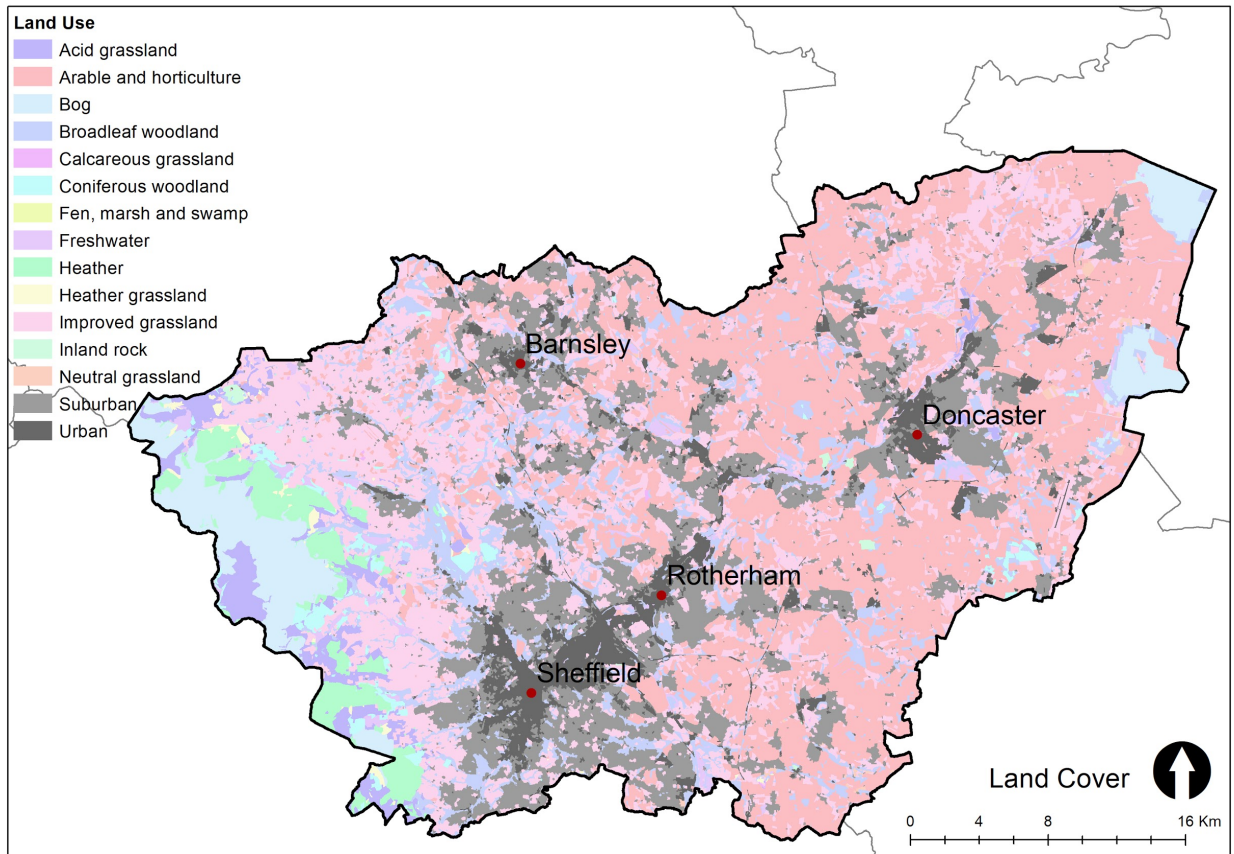 Land Use
Acid grassland
Arable and horticulture
Bog
Broadleaf woodland
Calcareous grassland
Coniferous woodland
Fen, marsh and swamp
Freshwater
Heather
Heather grassland
Improved grassland
Inland rock
Neutral grassland
Suburban
Urban
Barnsley
Doncaster
Rotherham
Sheffield
Land Cover
0 4 8 16 Km